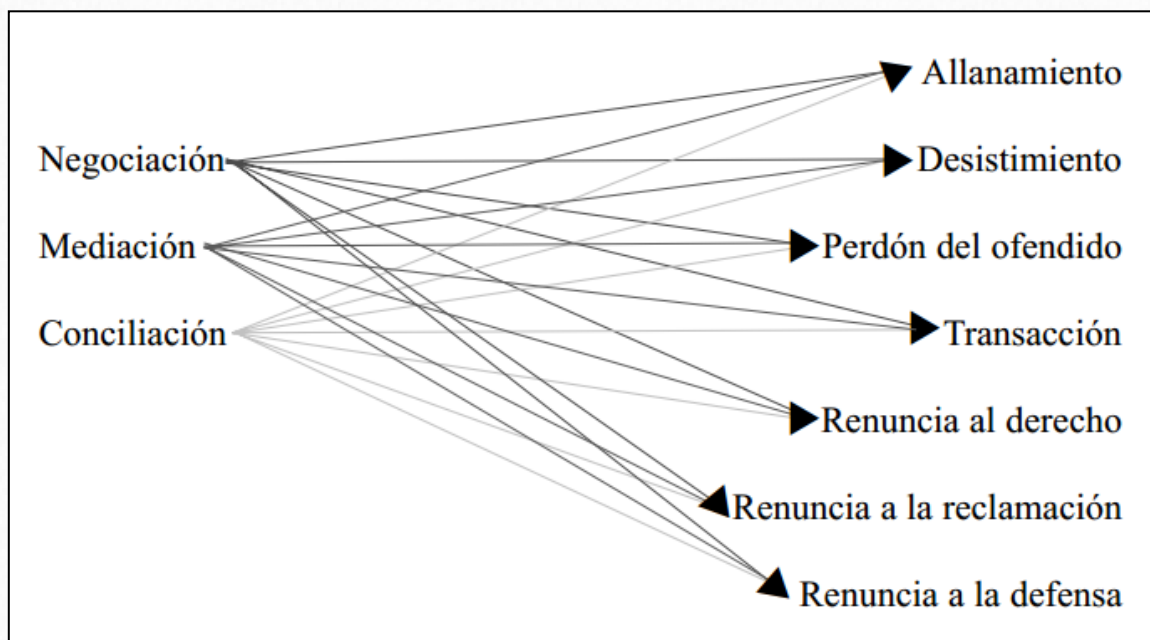 Negociación
Mediación
Conciliación
Allanamiento
Desistimiento
Perdón del ofendido
Transacción
Renuncia al derecho
Renuncia a la reclamación
Renuncia a la defensa